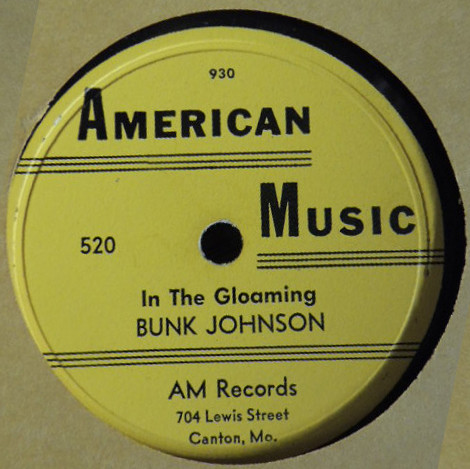 930
AMERICAN
MUSIC
520
In The Gloaming
BUNK JOHNSON
AM Records
704 Lewis Street
Canton, Mo.